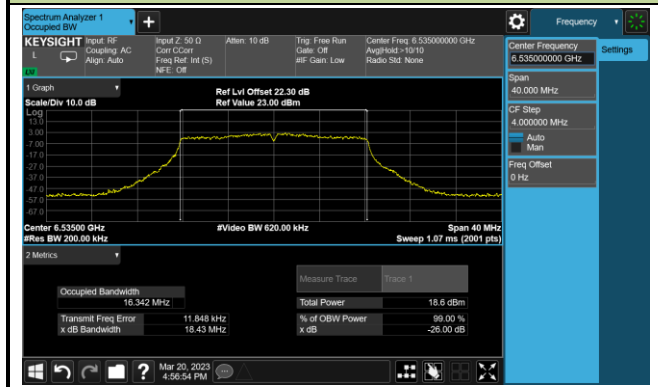 Spectrum Analyzer 1
Occupied BW
+
Frequency
KEYSIGHT
L
LW
Input: RF
Coupling: AC
Align: Auto
Input Z: 50 Ω
Corr CCorr
Freq Ref: Int (S)
NFE: Off
Atten: 10 dB
Trig: Free Run
Gate: Off
#IF Gain: Low
Center Freq: 6.535000000 GHz
Avg|Hold:>10/10
Radio Std: None
Center Frequency
6.535000000 GHz
Settings
Span
40.000 MHz
CF Step
4.000000 MHz
Auto
Man
Freq Offset
0 Hz
1 Graph
Scale/Div 10.0 dB
Ref Lvl Offset 22.30 dB
Ref Value 23.00 dBm
Log
13.0
3.00
-7.00
-17.0
-27.0
-37.0
-47.0
-57.0
-67.0
Center 6.53500 GHz
#Res BW 200.00 kHz
#Video BW 620.00 kHz
Span 40 MHz
Sweep 1.07 ms (2001 pts)
2 Metrics
Measure Trace
Trace 1
Occupied Bandwidth
16.342 MHz
Total Power
18.6 dBm
Transmit Freq Error
11.848 kHz
% of OBW Power
99.00 %
x dB Bandwidth
18.43 MHz
x dB
-26.00 dB
?
Mar 20, 2023
4:56:54 PM